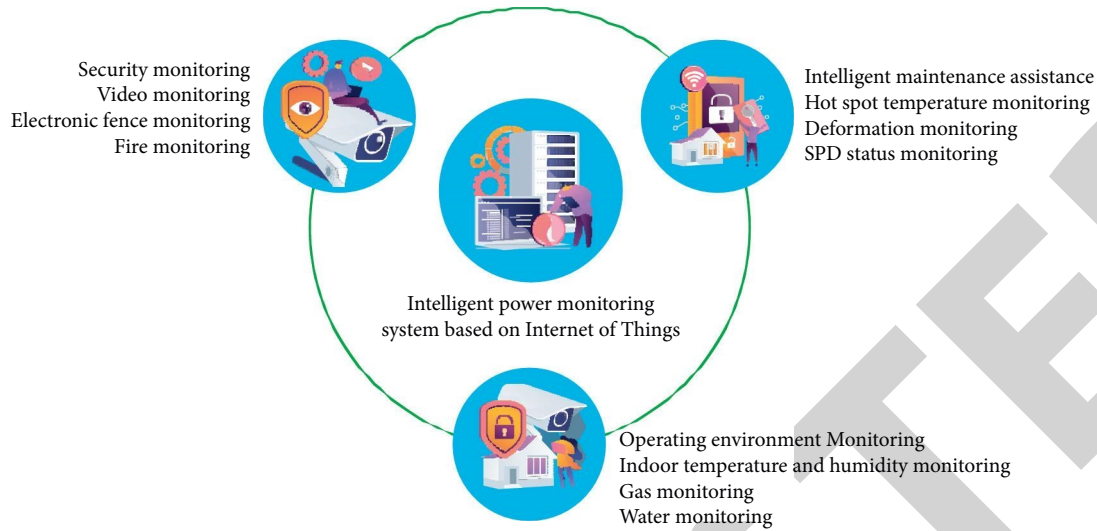 Security monitoring
Video monitoring
Electronic fence monitoring
Fire monitoring
Intelligent maintenance assistance
Hot spot temperature monitoring
Deformation monitoring
SPD status monitoring
Intelligent power monitoring
system based on Internet of Things
Operating environment Monitoring
Indoor temperature and humidity monitoring
Gas monitoring
Water monitoring